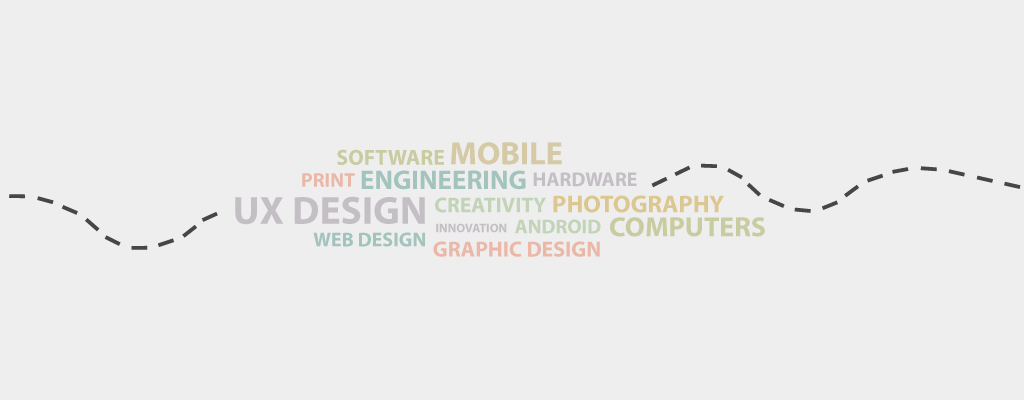 SOFTWARE MOBILE
PRINT ENGINEERING HARDWARE
UX DESIGN CREATIVITY PHOTOGRAPHY
INNOVATION ANDROID COMPUTERS
WEB DESIGN GRAPHIC DESIGN